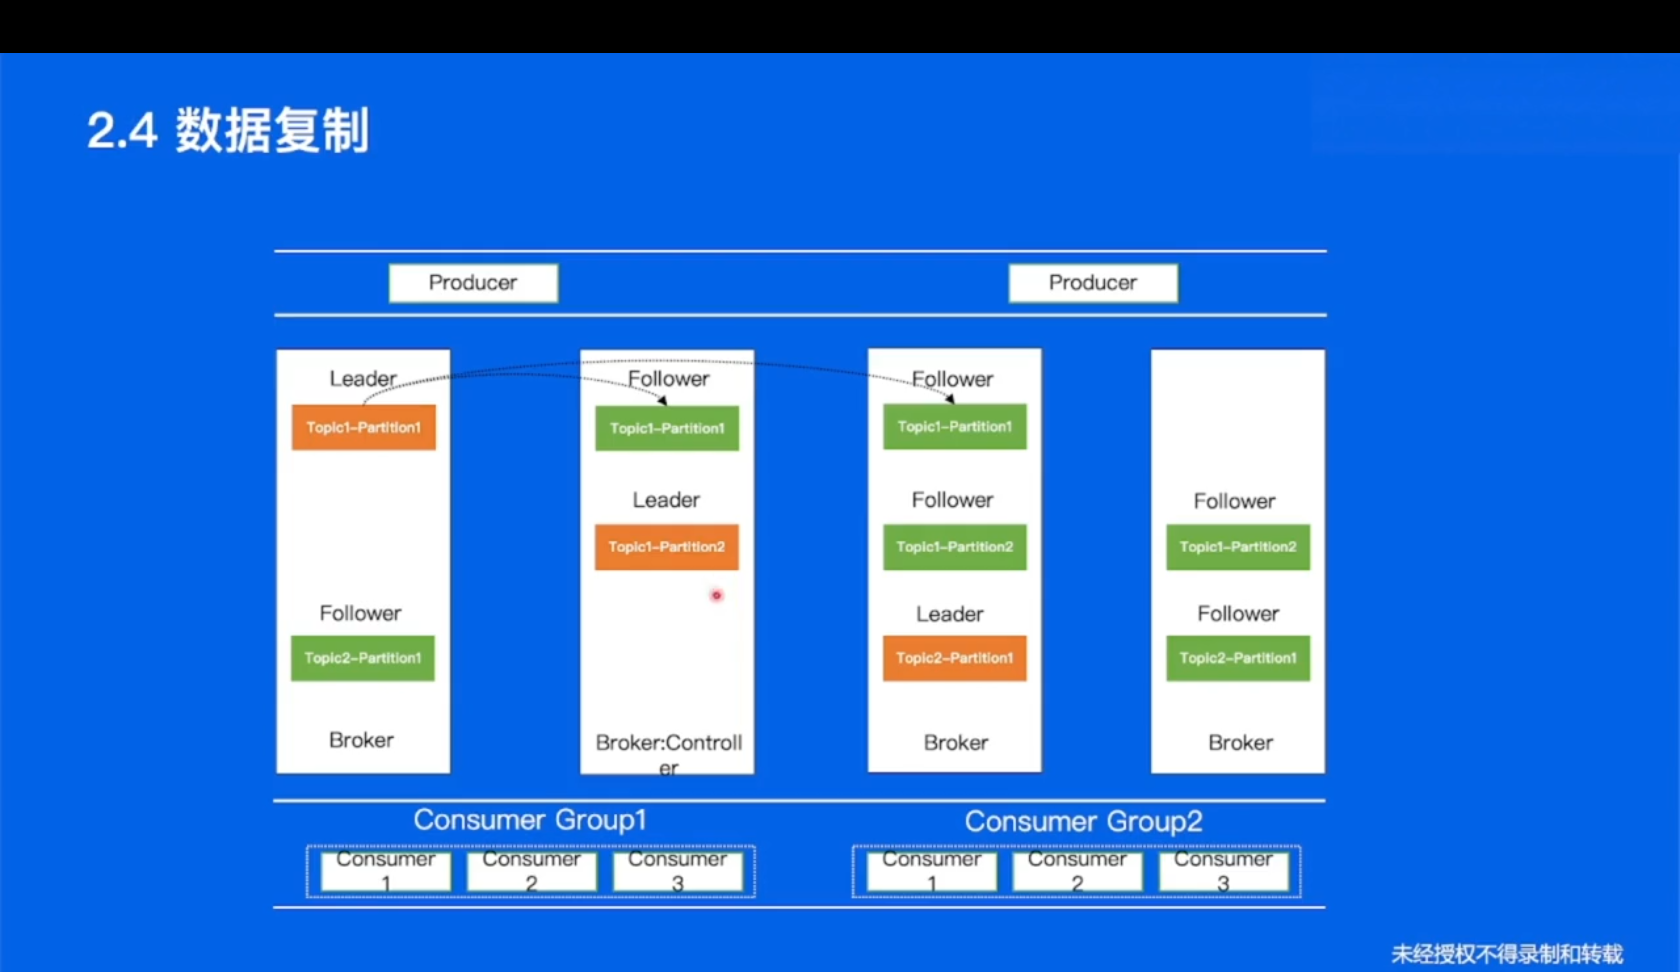 2.4 数据复制
Producer
Producer
Leader
Topic1-Partition1
Follower
Topic2-Partition1
Broker
Follower
Topic1-Partition1
Leader
Topic1-Partition2
Broker:Controll
er
Follower
Topic1-Partition1
Follower
Topic1-Partition2
Leader
Topic2-Partition1
Broker
Follower
Topic1-Partition2
Follower
Topic2-Partition1
Broker
Consumer Group1
Consumer
1
Consumer
2
Consumer
3
Consumer Group2
Consumer
1
Consumer
2
Consumer
3
未经授权不得录制和转载